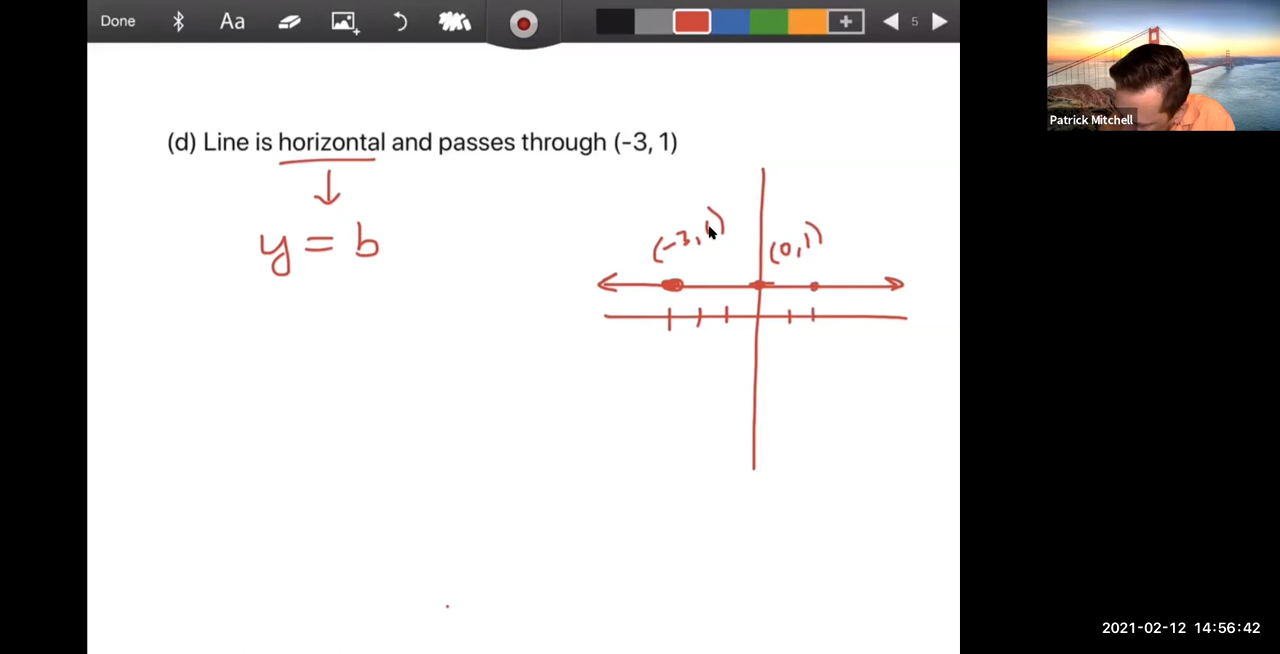 Done Aa 5
Patrick Mitchell
(d) Line is horizontal and passes through (−3, 1)
y = b
(-3, 1) (0, 1)
2021-02-12 14:56:42